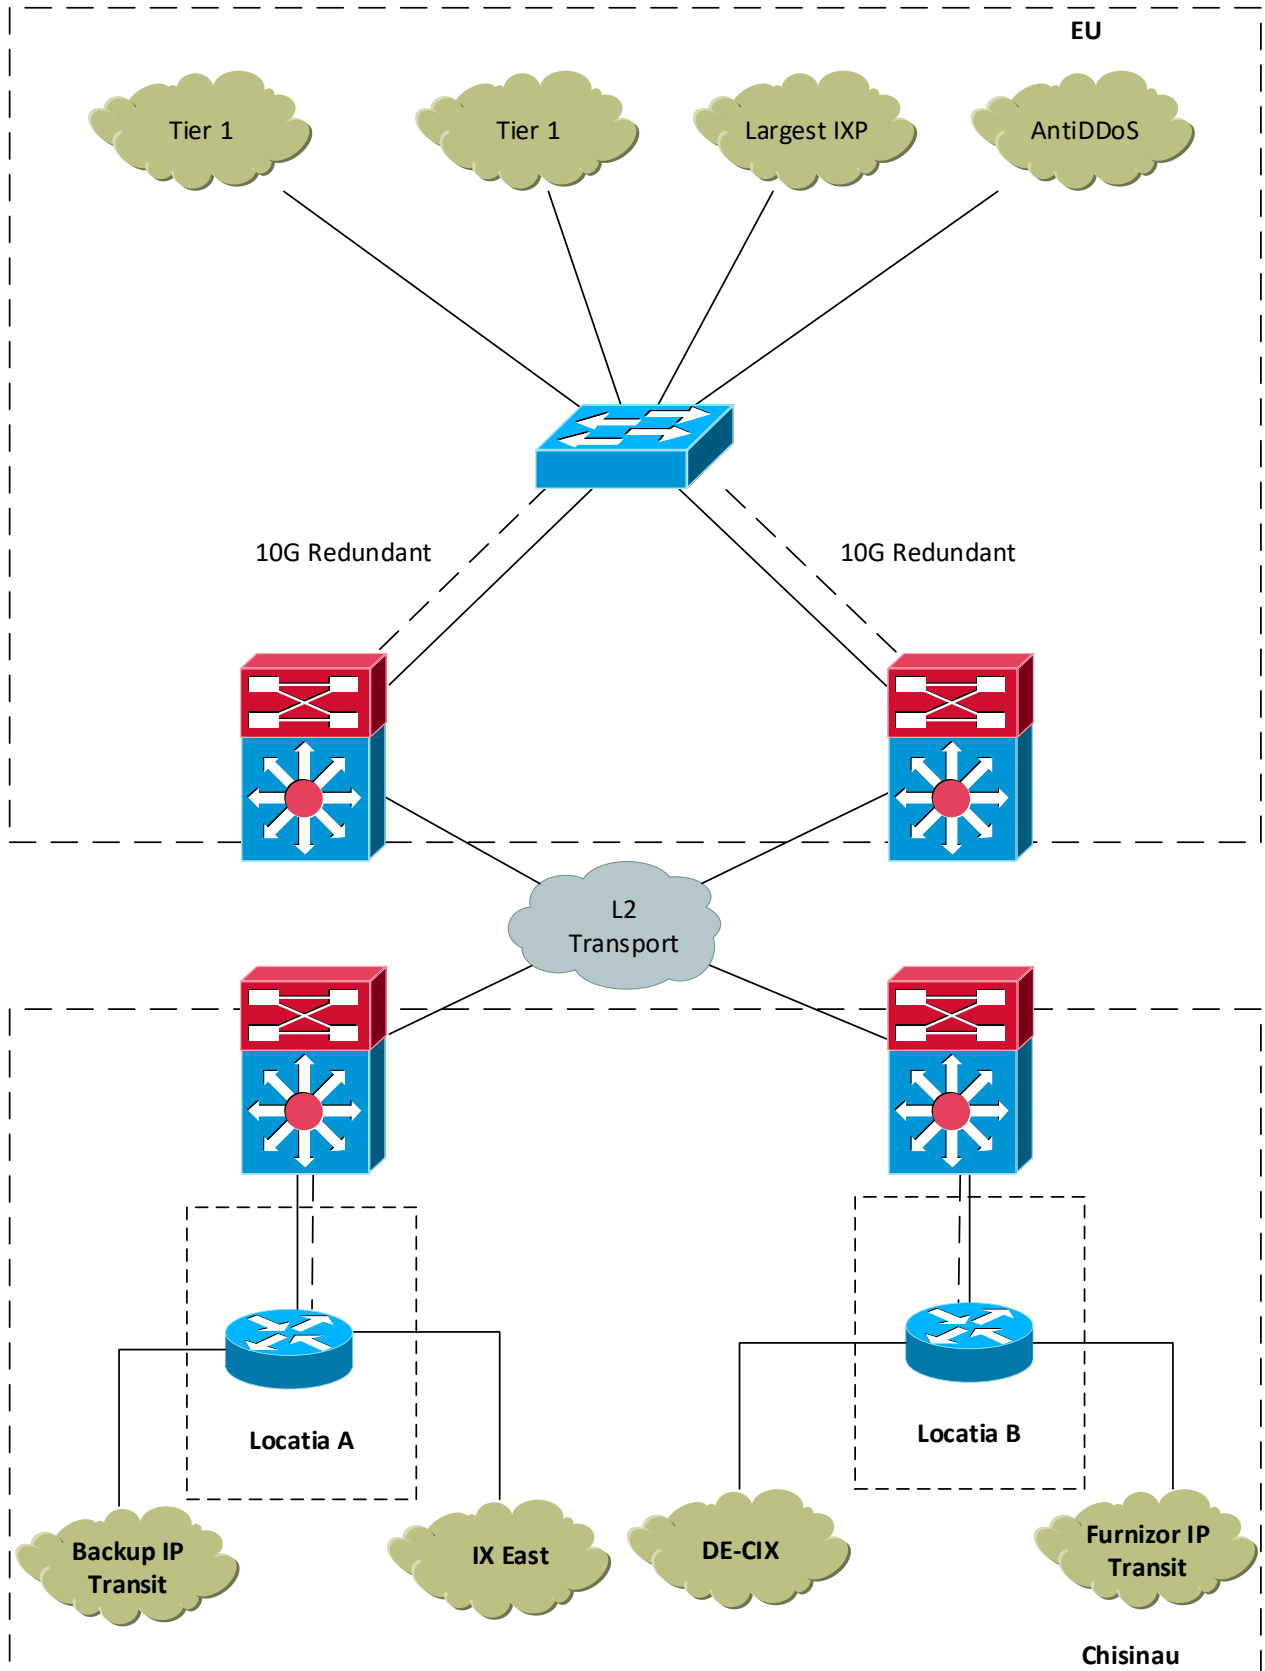 EU
Tier 1
Tier 1
Largest IXP
AntiDDoS
10G Redundant
10G Redundant
L2
Transport
Locatia A
Locatia B
Backup IP
Transit
IX East
DE-CIX
Furnizor IP
Transit
Chisinau